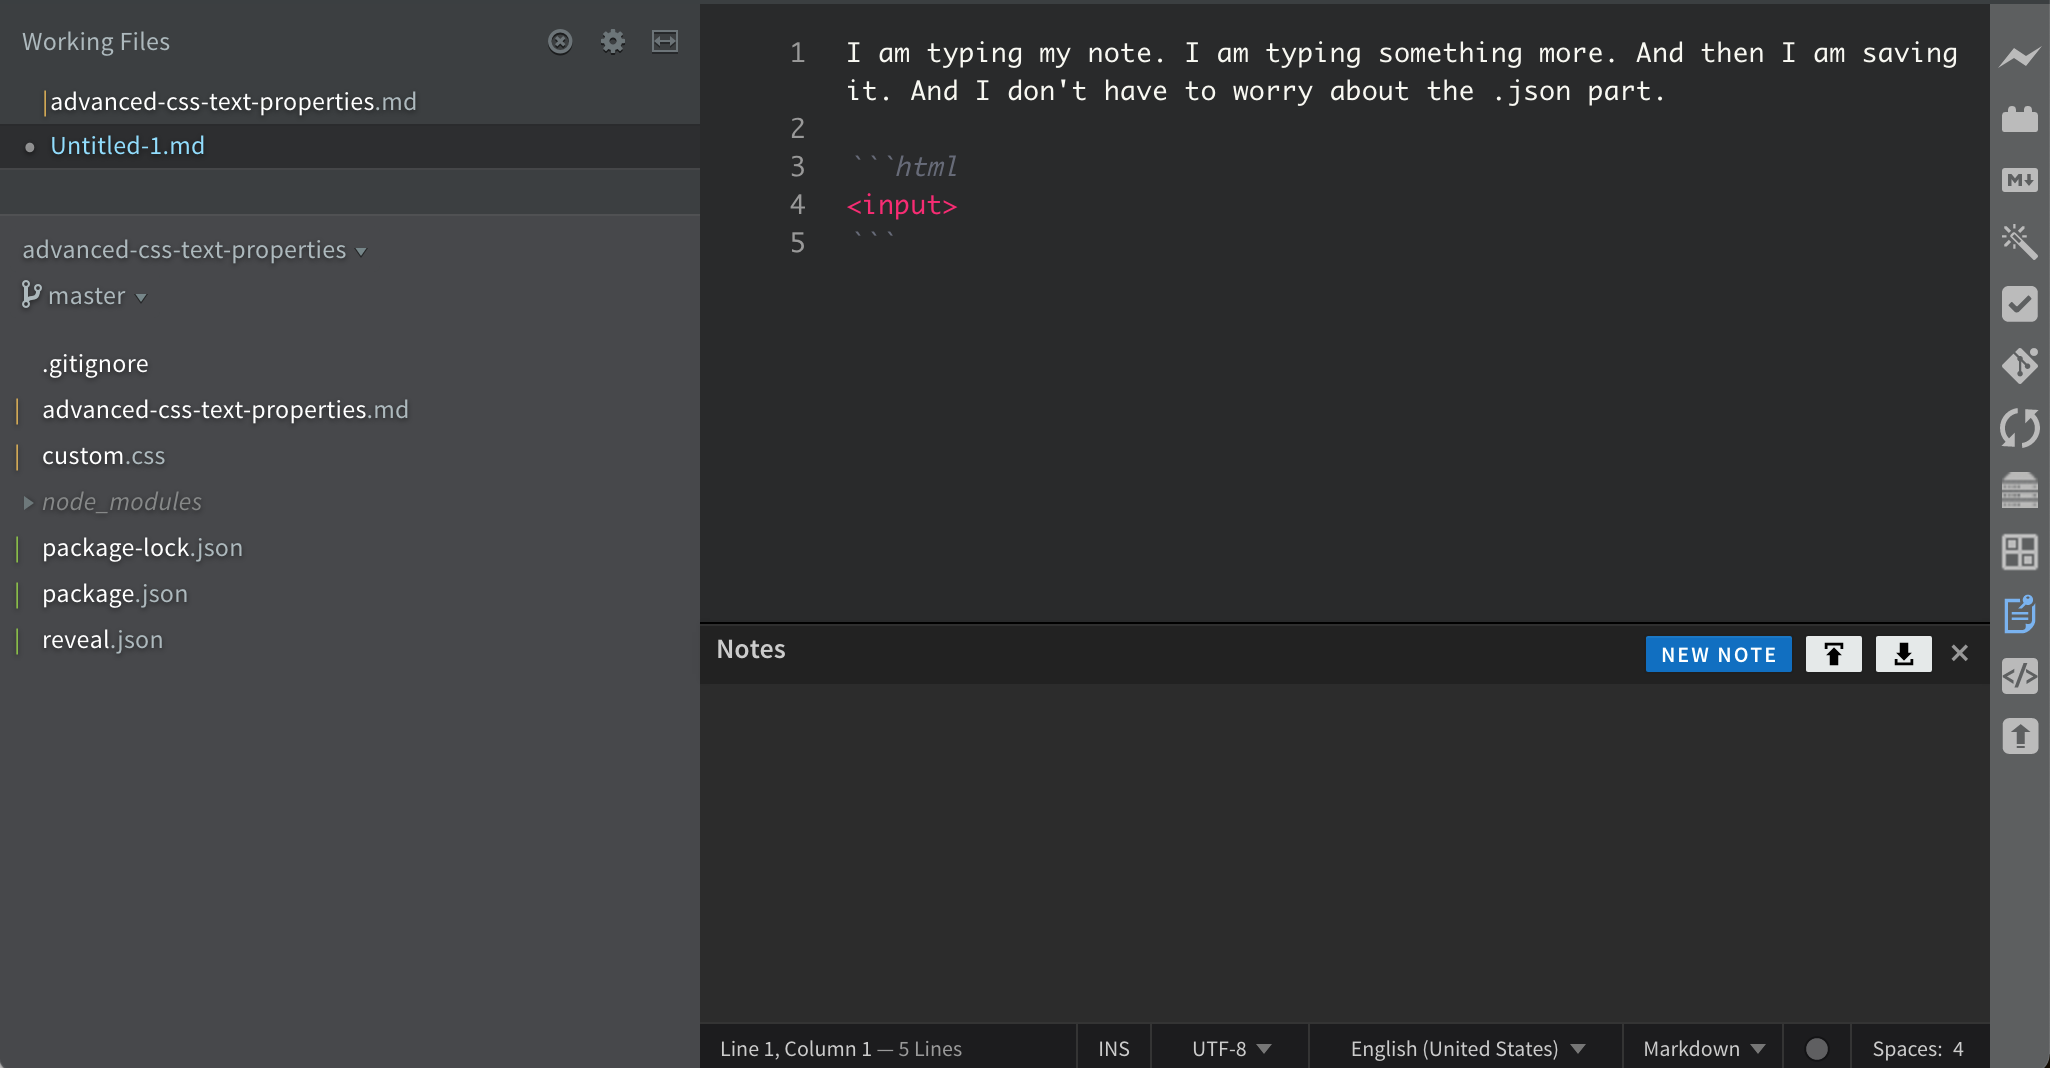 Working Files
advanced-css-text-properties.md
Untitled-1.md
advanced-css-text-properties
master
.gitignore
advanced-css-text-properties.md
custom.css
node_modules
package-lock.json
package.json
reveal.json
1 I am typing my note. I am typing something more. And then I am saving
it. And I don't have to worry about the .json part.
2
3 ```html
4 <input>
5 ```
Notes
NEW NOTE
Line 1, Column 1 — 5 Lines
INS
UTF-8
English (United States)
Markdown
Spaces: 4
M
</>